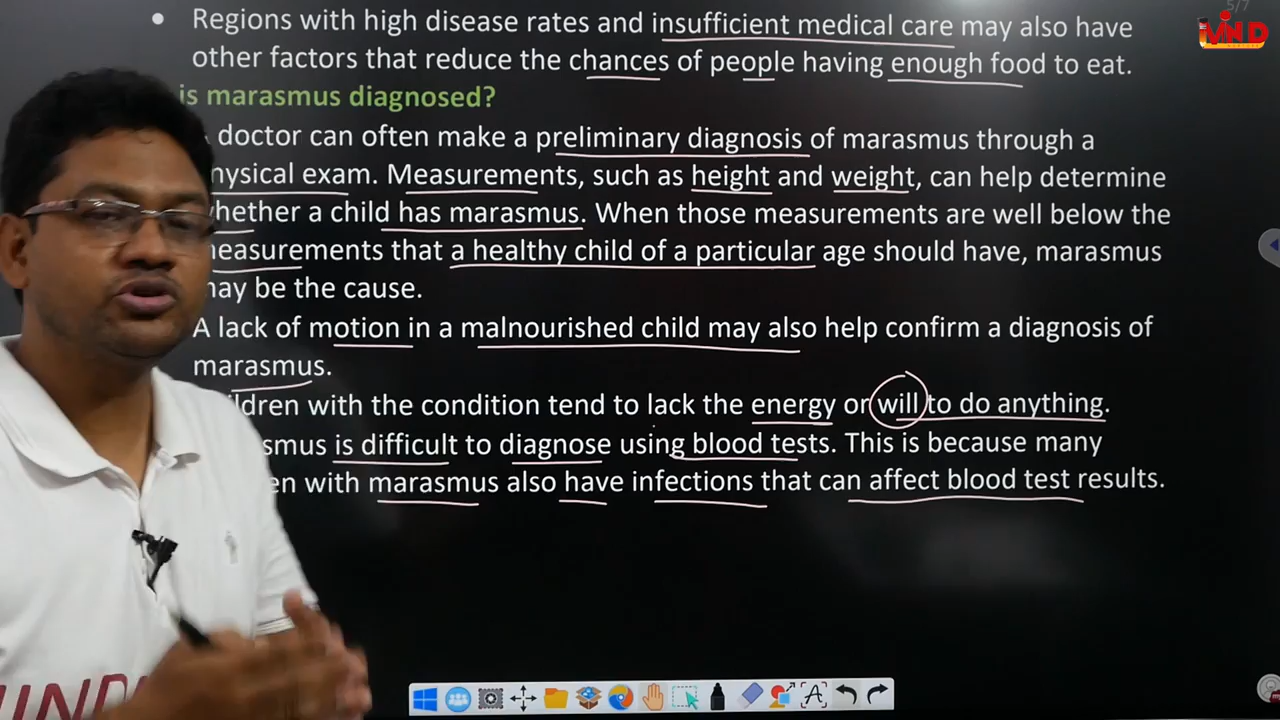 5/7
• Regions with high disease rates and insufficient medical care may also have
other factors that reduce the chances of people having enough food to eat.
is marasmus diagnosed?
doctor can often make a preliminary diagnosis of marasmus through a
hysical exam. Measurements, such as height and weight, can help determine
whether a child has marasmus. When those measurements are well below the
easurements that a healthy child of a particular age should have, marasmus
may be the cause.
A lack of motion in a malnourished child may also help confirm a diagnosis of
marasmus.
ldren with the condition tend to lack the energy or will to do anything.
smus is difficult to diagnose using blood tests. This is because many
en with marasmus also have infections that can affect blood test results.